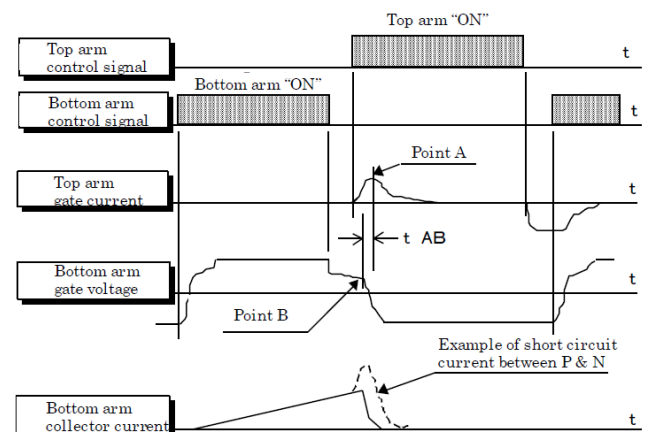 Top arm “ON”
Top arm
control signal
t
Bottom arm “ON”
Bottom arm
control signal
t
Point A
Top arm
gate current
t
t AB
Bottom arm
gate voltage
t
Point B
Example of short circuit
current between P & N
Bottom arm
collector current
t